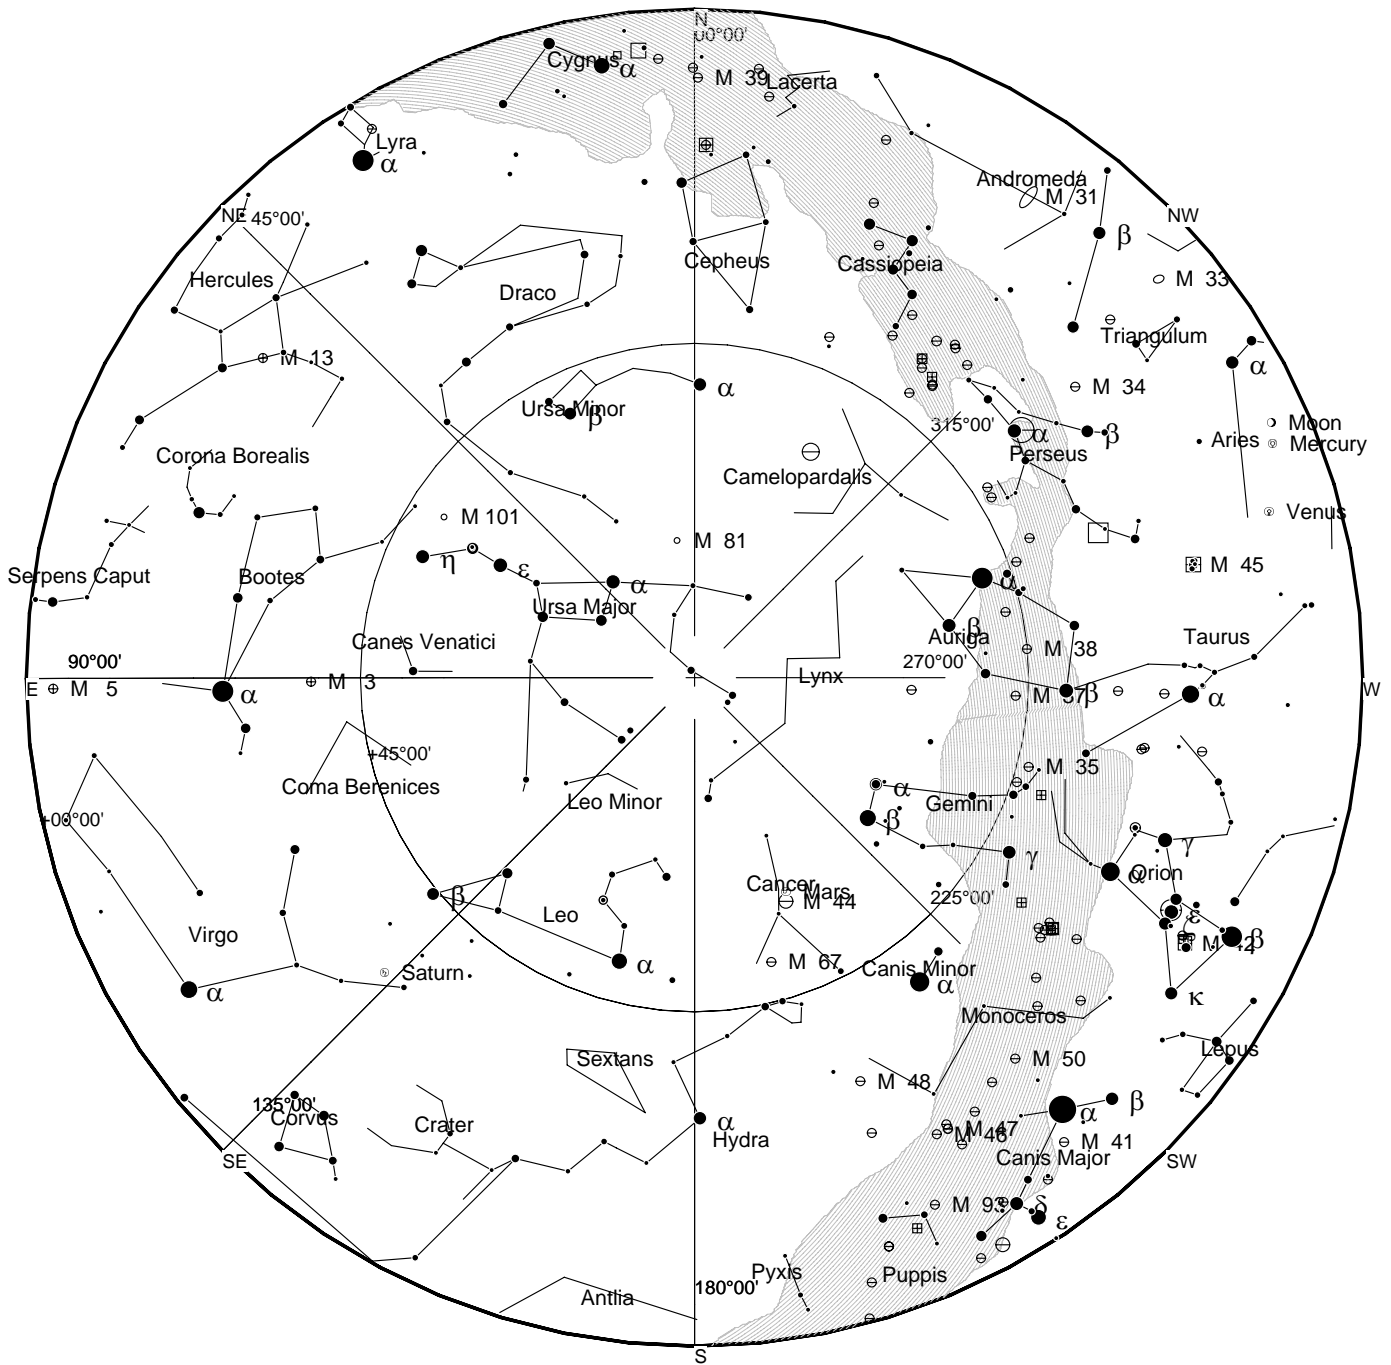 N
00°00'
Cygnus α
M 39
Lacerta
Lyra
α
Andromeda
M 31
NE 45°00'
NW
β
Hercules
Cepheus
Cassiopeia
Draco
M 33
Triangulum
M 13
α
α
Ursa Minor
β
M 34
315°00'
α
β
Moon
Aries
Mercury
Perseus
Corona Borealis
Camelopardalis
M 101
Venus
M 81
η
ε
M 45
Serpens Caput
Bootes
α
α
Ursa Major
β
Auriga
Taurus
Canes Venatici
M 38
90°00'
270°00'
Lynx
E
M 5
α
M 3
M 37
β
α
W
+45°00'
M 35
Coma Berenices
α
Leo Minor
Gemini
+00°00'
β
γ
γ
α
Orion
Cancer
Mars
M 44
β
225°00'
Leo
ε
Virgo
M 42
β
M 67
Canis Minor
α
Saturn
α
α
κ
Monoceros
Lepus
Sextans
M 50
M 48
135°00'
Corvus
Crater
α
Hydra
α
β
M 47
M 46
M 41
Canis Major
SE
SW
M 93
δ
ε
Pyxis
Puppis
180°00'
Antlia
S